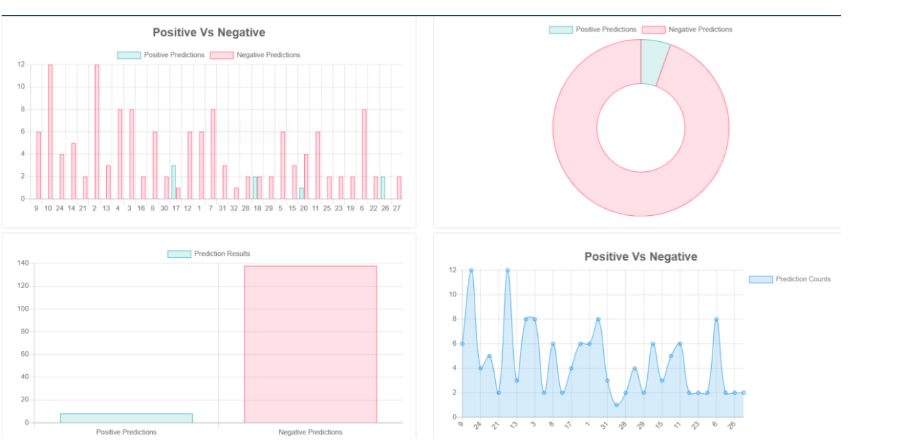 Positive Vs Negative
Positive Predictions Negative Predictions
12
10
8
6
4
2
0
9 10 24 14 21 2 13 4 3 16 8 30 17 12 1 7 31 32 28 18 29 5 15 20 11 25 23 19 6 22 26 27
Positive Predictions Negative Predictions
Prediction Results
140
120
100
80
60
40
20
0
Positive Predictions Negative Predictions
Positive Vs Negative
Prediction Counts
12
10
8
6
4
2
0
9 24 21 13 3 8 17 1 31 28 29 15 11 23 6 26